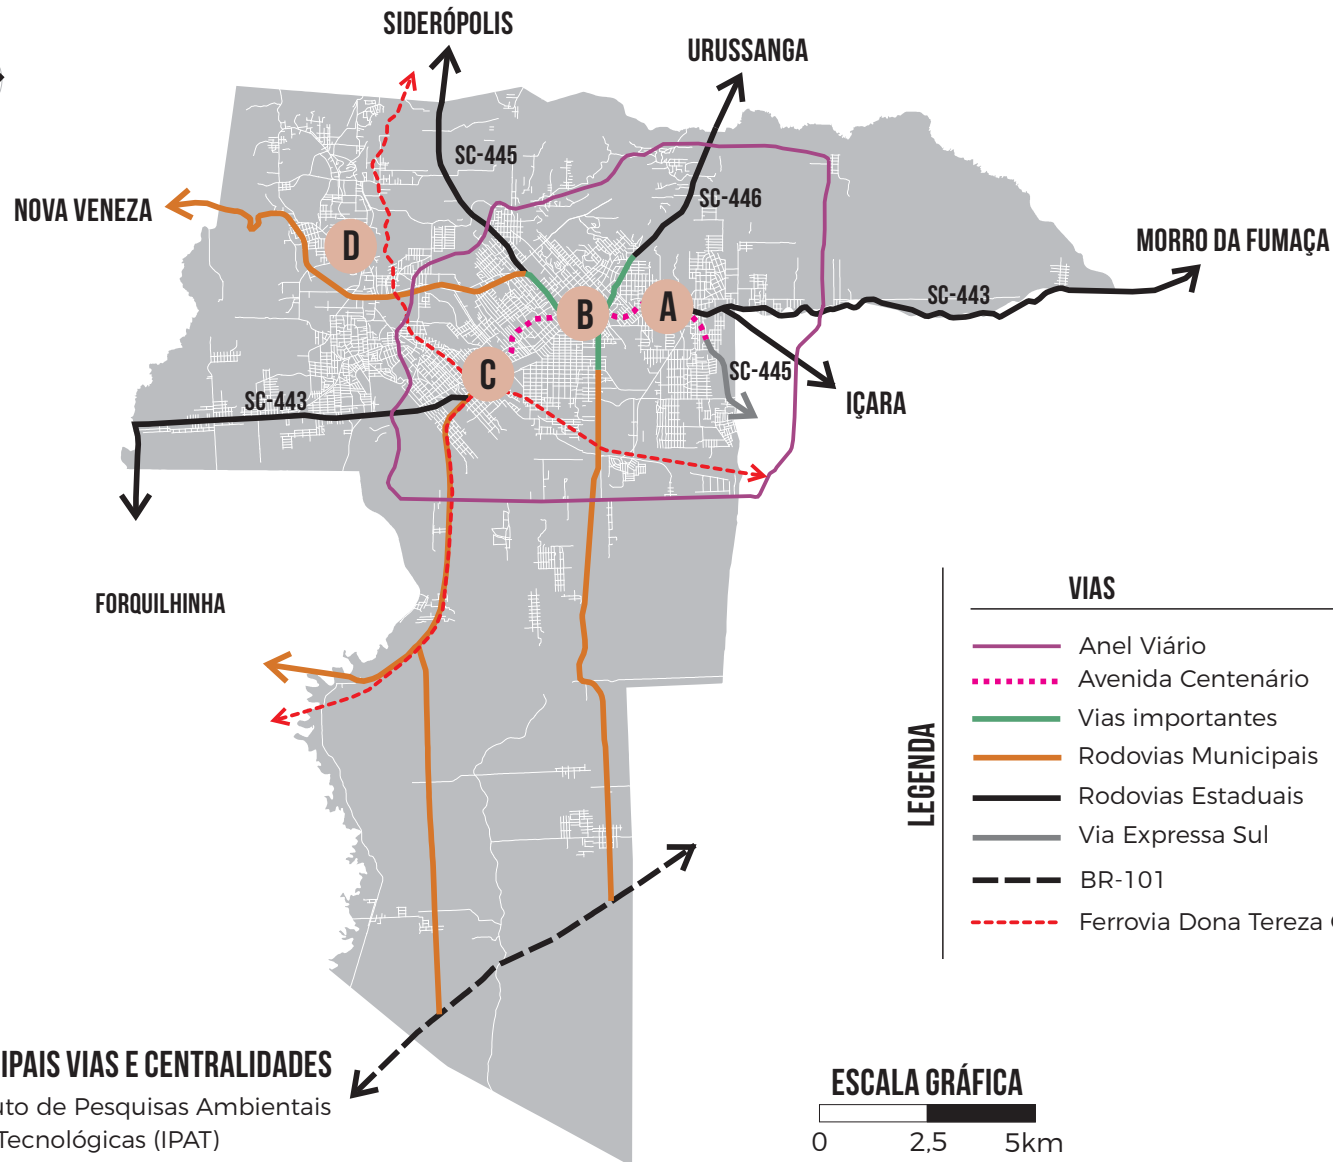 SIDERÓPOLIS
URUSSANGA
SC-445
NOVA VENEZA
SC-446
MORRO DA FUMAÇA
D
SC-443
B
A
C
SC-445
SC-443
IÇARA
FORQUILHINHA
LEGENDA
VIAS
Anel Viário
Avenida Centenário
Vias importantes
Rodovias Municipais
Rodovias Estaduais
Via Expressa Sul
BR-101
Ferrovia Dona Tereza
IPAIS VIAS E CENTRALIDADES
uto de Pesquisas Ambientais
Tecnológicas (IPAT)
ESCALA GRÁFICA
0 2,5 5km